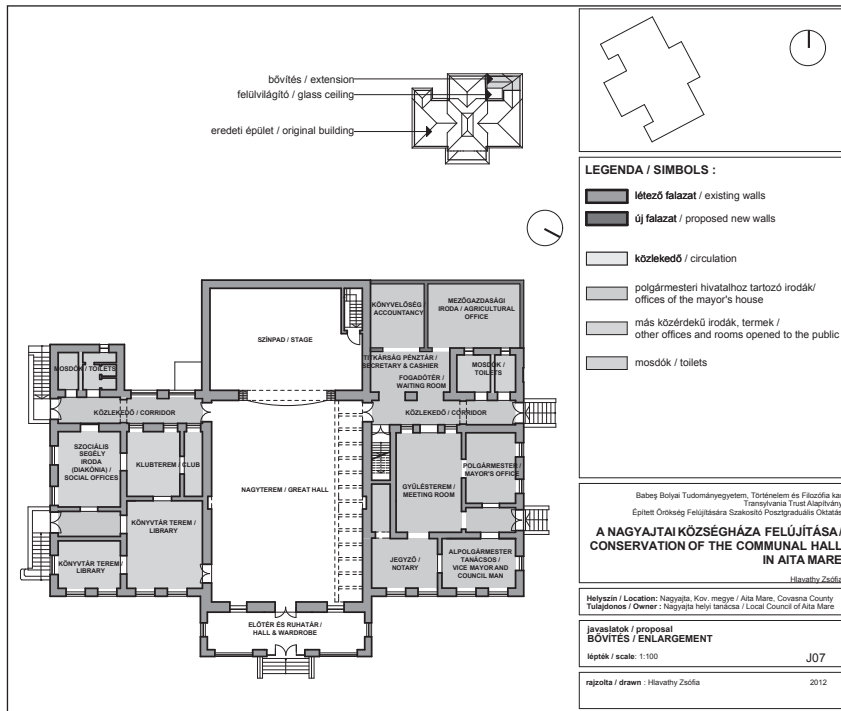 bővítés / extension
felülvilágító / glass ceiling
eredeti épület / original building
LEGENDA / SIMBOLS :
létező falazat / existing walls
új falazat / proposed new walls
közlekedő / circulation
polgármesteri hivatalhoz tartozó irodák/
offices of the mayor's house
más közérdekű irodák, termek /
other offices and rooms opened to the public
mosdók / toilets
KÖNYVELŐSÉG
ACCOUNTANCY
MEZŐGAZDASÁGI
IRODA / AGRICULTURAL
OFFICE
SZÍNPAD / STAGE
TITKÁRSÁG PÉNZTÁR /
SECRETARY & CASHIER
FOGADÓTÉR /
WAITING ROOM
MOSDÓK /
TOILETS
MOSDÓK / TOILETS
KÖZLEKEDŐ / CORRIDOR
KÖZLEKEDŐ / CORRIDOR
SZOCIÁLIS
SEGÉLY
IRODA
(DIAKÓNIA) /
SOCIAL OFFICES
KLUBTEREM / CLUB
NAGYTEREM / GREAT HALL
GYŰLÉSTEREM /
MEETING ROOM
POLGÁRMESTER /
MAYOR'S OFFICE
KÖNYVTÁR TEREM /
LIBRARY
KÖNYVTÁR TEREM /
LIBRARY
JEGYZŐ /
NOTARY
ALPOLGÁRMESTER
TANÁCSOS /
VICE MAYOR AND
COUNCIL MAN
ELŐTÉR ÉS RUHATÁR /
HALL & WARDROBE
Babeș Bolyai Tudományegyetem, Történelem és Filozófia kar
Transylvania Trust Alapítvány
Épített Örökség Felújítására Szakosító Posztgraduális Oktatás
A NAGYAJTAI KÖZSÉGHÁZA FELÚJÍTÁSA/
CONSERVATION OF THE COMMUNAL HALL
IN AITA MARE
Hlavathy Zsófia
Helyszín / Location: Nagyajta, Kov. megye / Aita Mare, Covasna County
Tulajdonos / Owner : Nagyajta helyi tanácsa / Local Council of Aita Mare
javaslatok / proposal
BŐVÍTÉS / ENLARGEMENT
lépték / scale: 1:100 J07
rajzolta / drawn : Hlavathy Zsófia 2012